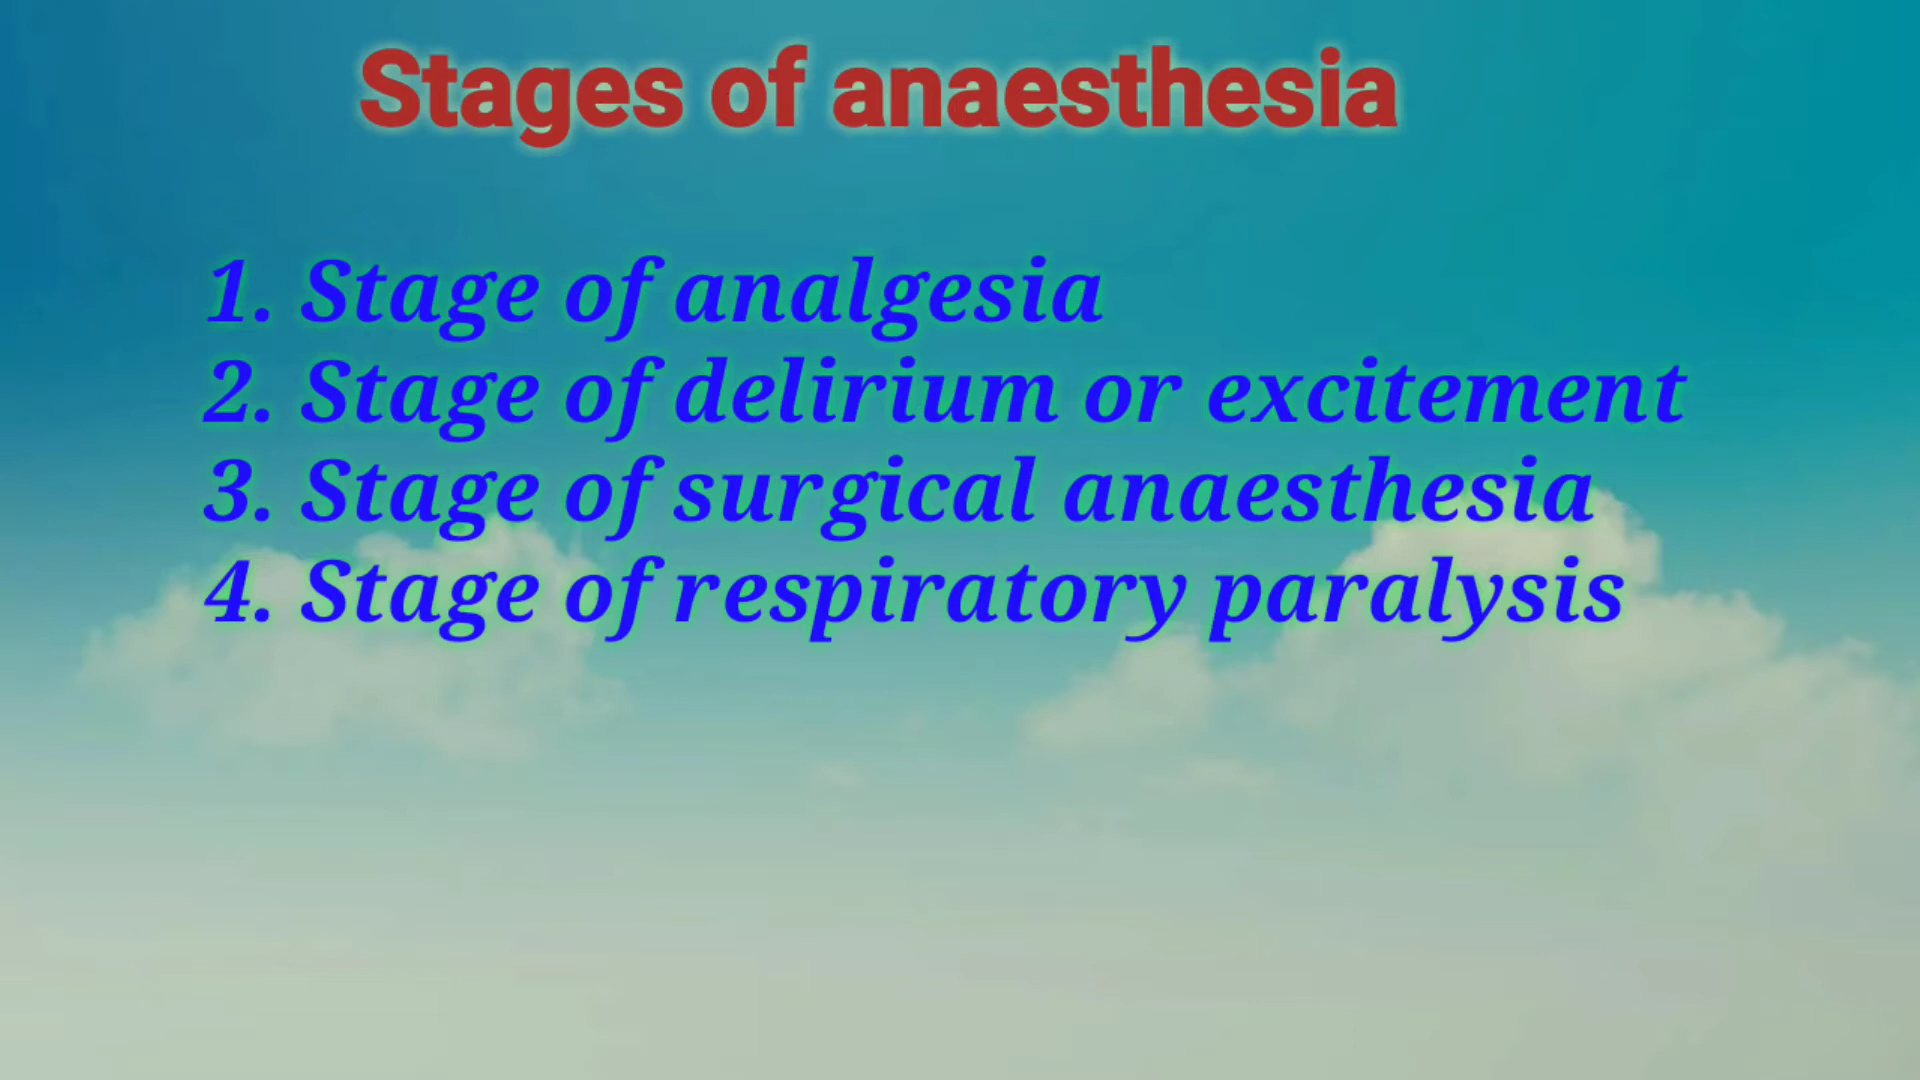 Stages of anaesthesia
1. Stage of analgesia
2. Stage of delirium or excitement
3. Stage of surgical anaesthesia
4. Stage of respiratory paralysis